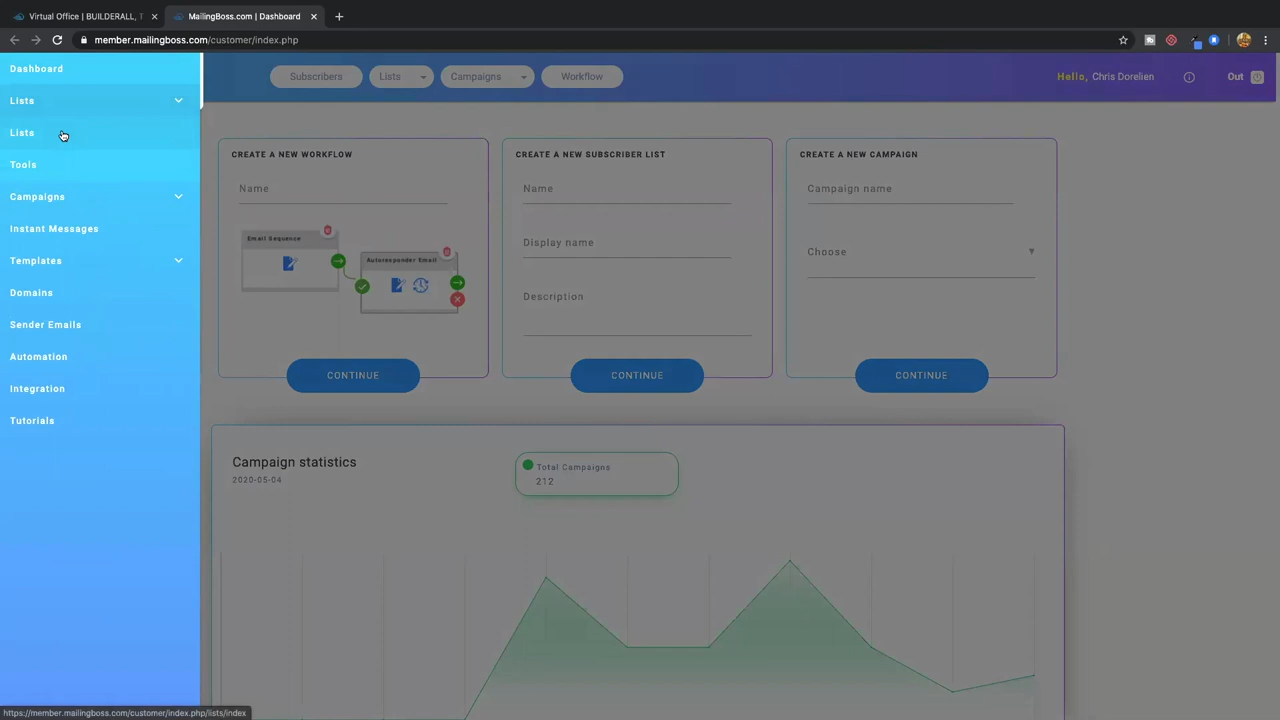 Virtual Office | BUILDERALL, T
MailingBoss.com | Dashboard
member.mailingboss.com/customer/index.php
Dashboard
Lists
Lists
Tools
Campaigns
Instant Messages
Templates
Domains
Sender Emails
Automation
Integration
Tutorials
Subscribers
Lists
Campaigns
Workflow
Hello, Chris Dorelien
Out
CREATE A NEW WORKFLOW
Name
Email Sequence
Autoresponder Email
CONTINUE
CREATE A NEW SUBSCRIBER LIST
Name
Display name
Description
CONTINUE
CREATE A NEW CAMPAIGN
Campaign name
Choose
CONTINUE
Campaign statistics
2020-05-04
Total Campaigns
212
https://member.mailingboss.com/customer/index.php/lists/index